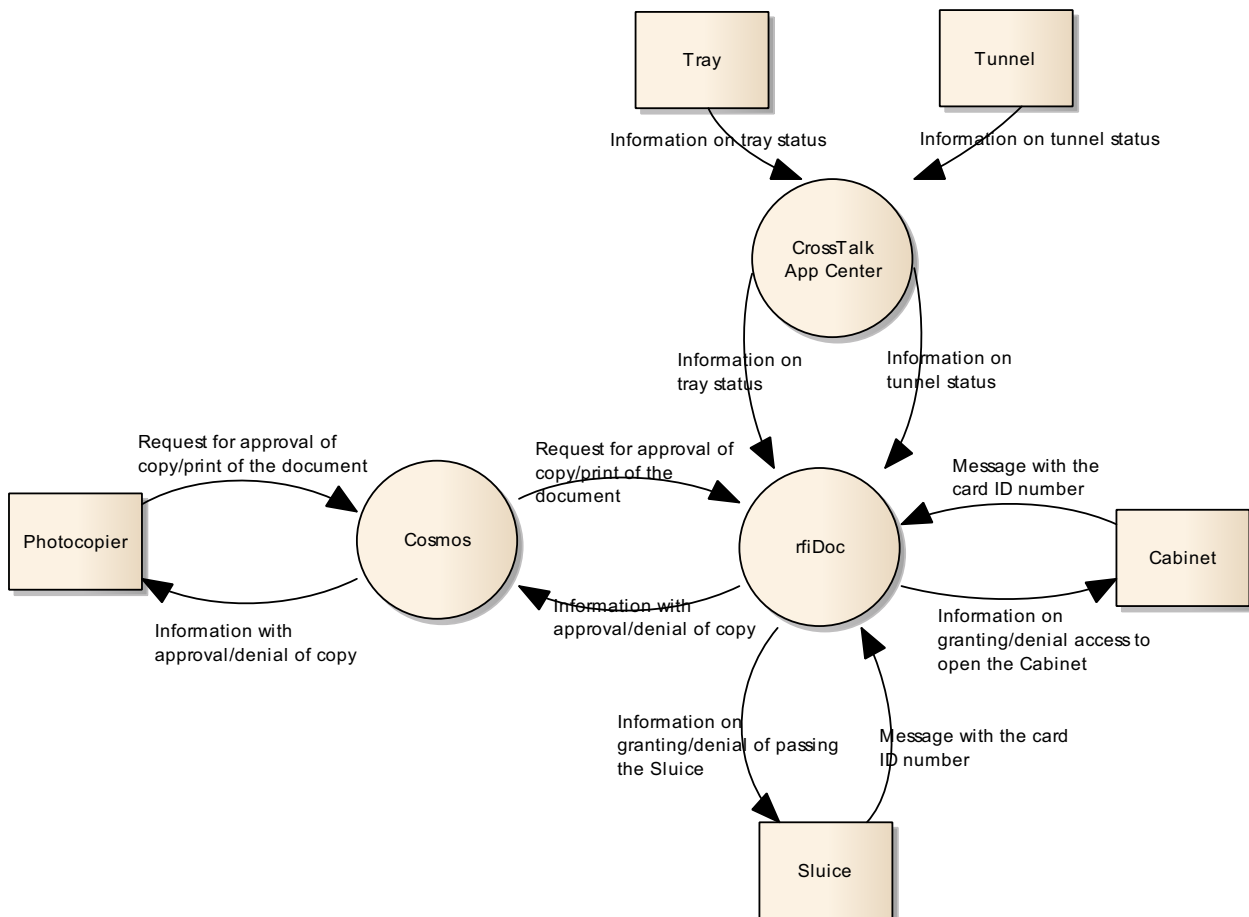 Tray
Tunnel
Information on tray status
Information on tunnel status
CrossTalk
App Center
Information on
tray status
Information on
tunnel status
Request for approval of
copy/print of the document
Request for approval of
copy/print of the
document
Message with the
card ID number
Photocopier
Cosmos
rfiDoc
Cabinet
Information with
approval/denial of copy
Information with
approval/denial of copy
Information on
granting/denial access to
open the Cabinet
Information on
granting/denial of passing
the Sluice
Message with the card
ID number
Sluice